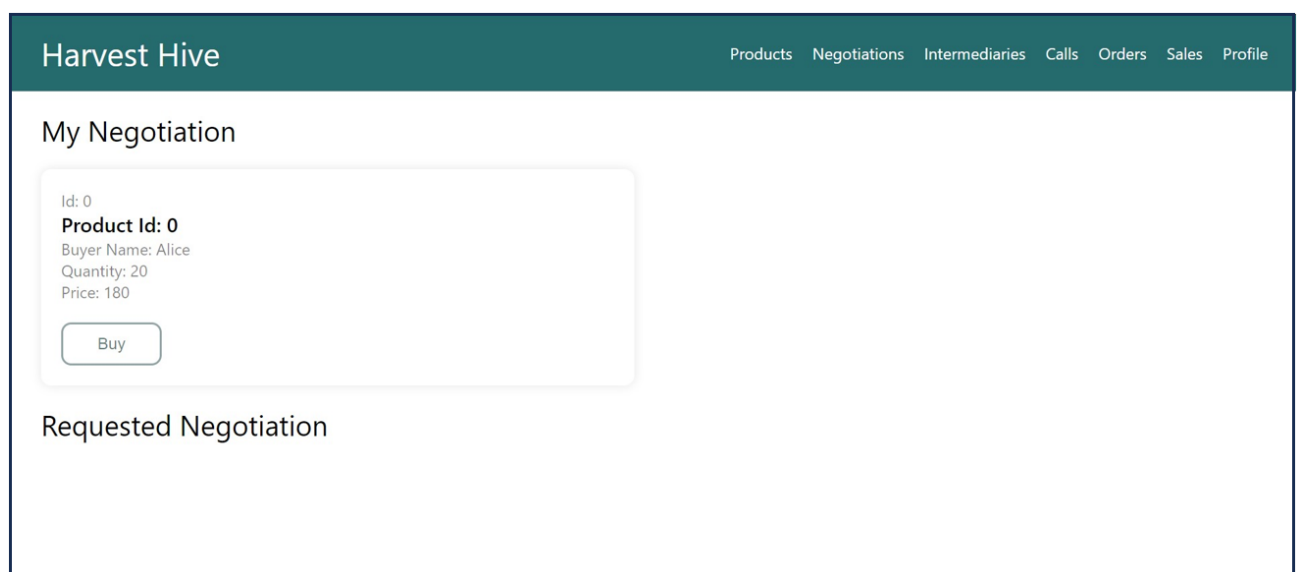 Harvest Hive
Products Negotiations Intermediaries Calls Orders Sales Profile
My Negotiation
Id: 0
Product Id: 0
Buyer Name: Alice
Quantity: 20
Price: 180
Buy
Requested Negotiation